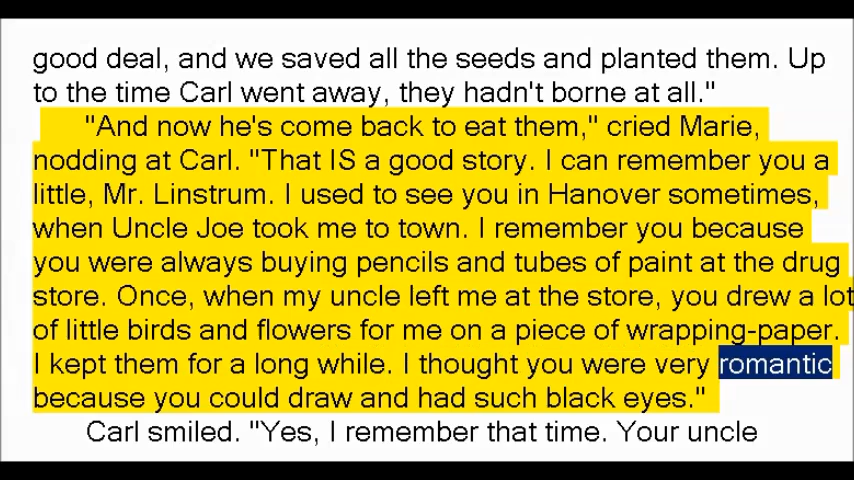 good deal, and we saved all the seeds and planted them. Up
to the time Carl went away, they hadn't borne at all."
"And now he's come back to eat them," cried Marie,
nodding at Carl. "That IS a good story. I can remember you a
little, Mr. Linstrum. I used to see you in Hanover sometimes,
when Uncle Joe took me to town. I remember you because
you were always buying pencils and tubes of paint at the drug
store. Once, when my uncle left me at the store, you drew a lot
of little birds and flowers for me on a piece of wrapping-paper.
I kept them for a long while. I thought you were very romantic
because you could draw and had such black eyes."
Carl smiled. "Yes, I remember that time. Your uncle